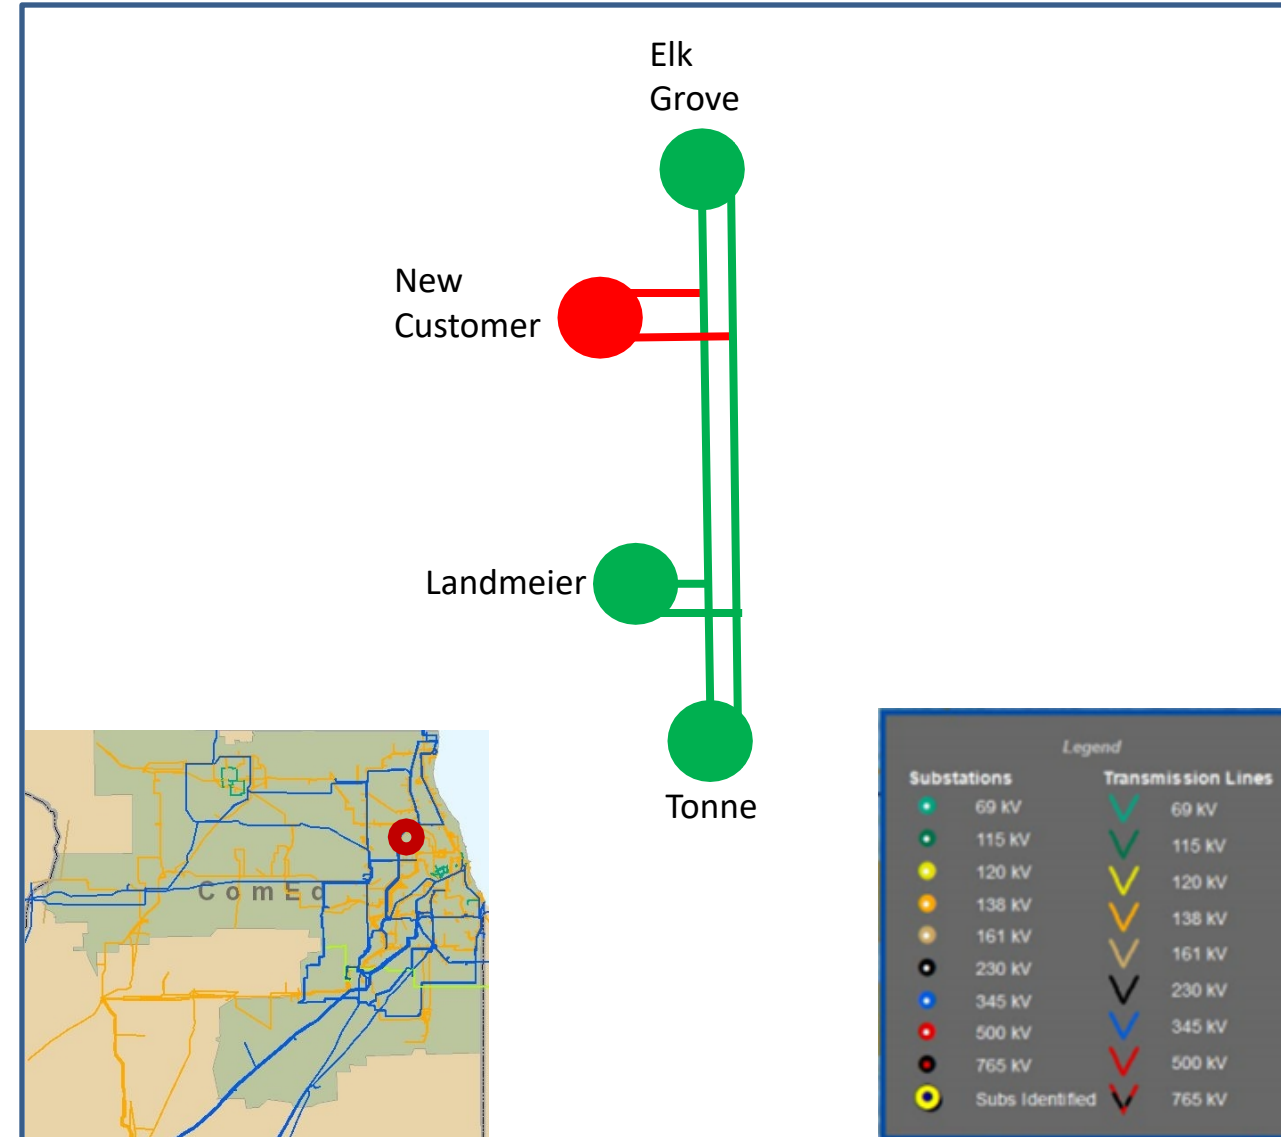 Elk
Grove
New
Customer
Landmeier
Tonne
ComEd
Legend
Substations Transmission Lines
69 kV 69 kV
115 kV 115 kV
120 kV 120 kV
138 kV 138 kV
161 kV 161 kV
230 kV 230 kV
345 kV 345 kV
500 kV 500 kV
765 kV 765 kV
Subs Identified